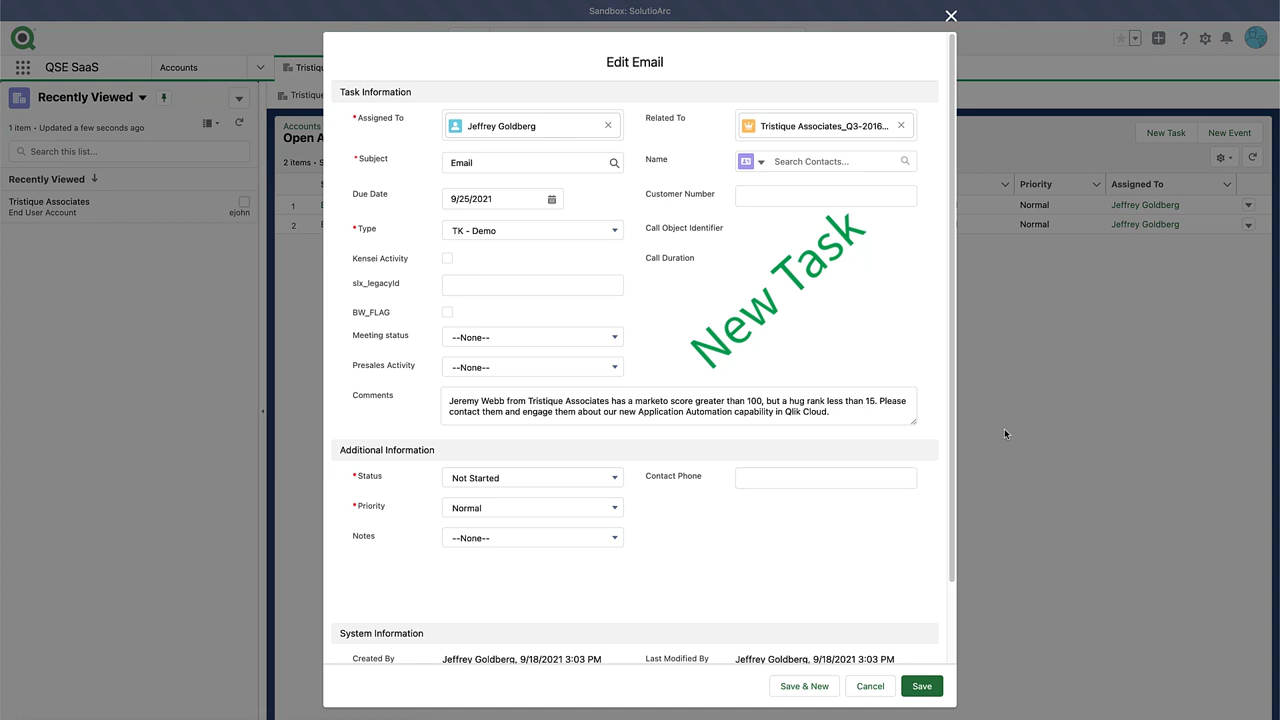 Sandbox: SolutioArc
QSE SaaS
Accounts
Tristiq
Recently Viewed
1 item • Updated a few seconds ago
Search this list...
Recently Viewed
Tristique Associates
End User Account
ejohn
Tristique
Accounts
Open A
2 items • S
New Task
New Event
Priority
Assigned To
1
Normal
Jeffrey Goldberg
2
Normal
Jeffrey Goldberg
Edit Email
Task Information
*Assigned To
Jeffrey Goldberg
Related To
Tristique Associates_Q3-2016...
*Subject
Email
Name
Search Contacts...
Due Date
9/25/2021
Customer Number
*Type
TK - Demo
Call Object Identifier
Kensei Activity
Call Duration
slx_legacyId
BW_FLAG
Meeting status
--None--
Presales Activity
--None--
New Task
Comments
Jeremy Webb from Tristique Associates has a marketo score greater than 100, but a hug rank less than 15. Please
contact them and engage them about our new Application Automation capability in Qlik Cloud.
Additional Information
*Status
Not Started
Contact Phone
*Priority
Normal
Notes
--None--
System Information
Created By
Jeffrey Goldberg, 9/18/2021 3:03 PM
Last Modified By
Jeffrey Goldberg, 9/18/2021 3:03 PM
Save & New
Cancel
Save